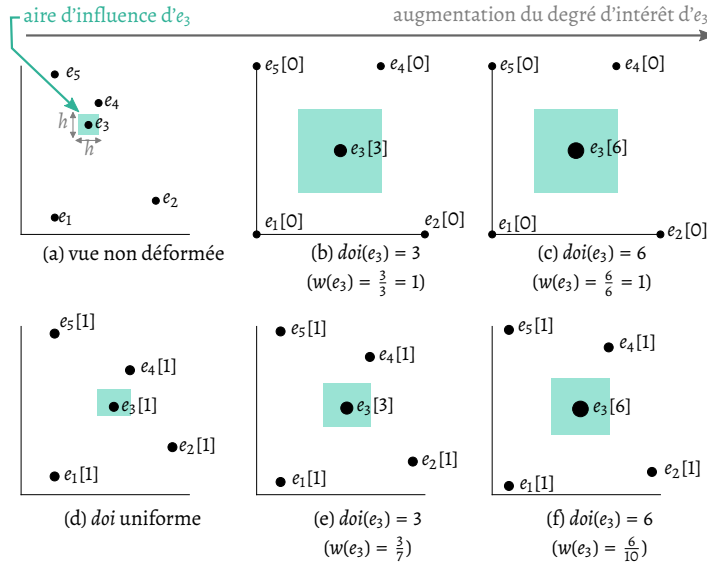 aire d'influence d'e₃
augmentation du degré d'intérêt d'e₃
e₅
e₄
h
e₃
h
e₂
e₁
(a) vue non déformée
e₅[0]
e₄[0]
e₃[3]
e₁[0]
e₂[0]
(b) doi(e₃) = 3
(w(e₃) = 3/3 = 1)
e₅[0]
e₄[0]
e₃[6]
e₁[0]
e₂[0]
(c) doi(e₃) = 6
(w(e₃) = 6/6 = 1)
e₅[1]
e₄[1]
e₃[1]
e₂[1]
e₁[1]
(d) doi uniforme
e₅[1]
e₄[1]
e₃[3]
e₂[1]
e₁[1]
(e) doi(e₃) = 3
(w(e₃) = 3/7)
e₅[1]
e₄[1]
e₃[6]
e₂[1]
e₁[1]
(f) doi(e₃) = 6
(w(e₃) = 6/10)